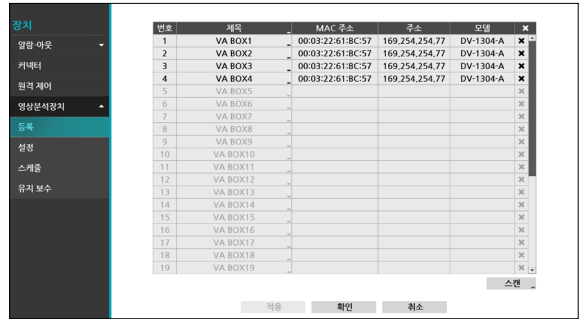 장치
알람·아웃
커넥터
원격 제어
영상분석장치
등록
설정
스케줄
유지 보수
번호 제목 MAC 주소 주소 모델 ×
1 VA BOX1 00:03:22:61:BC:57 169,254,254,77 DV-1304-A ×
2 VA BOX2 00:03:22:61:BC:57 169,254,254,77 DV-1304-A ×
3 VA BOX3 00:03:22:61:BC:57 169,254,254,77 DV-1304-A ×
4 VA BOX4 00:03:22:61:BC:57 169,254,254,77 DV-1304-A ×
5 VA BOX5 ×
6 VA BOX6 ×
7 VA BOX7 ×
8 VA BOX8 ×
9 VA BOX9 ×
10 VA BOX10 ×
11 VA BOX11 ×
12 VA BOX12 ×
13 VA BOX13 ×
14 VA BOX14 ×
15 VA BOX15 ×
16 VA BOX16 ×
17 VA BOX17 ×
18 VA BOX18 ×
19 VA BOX19 ×
스캔
적용 확인 취소